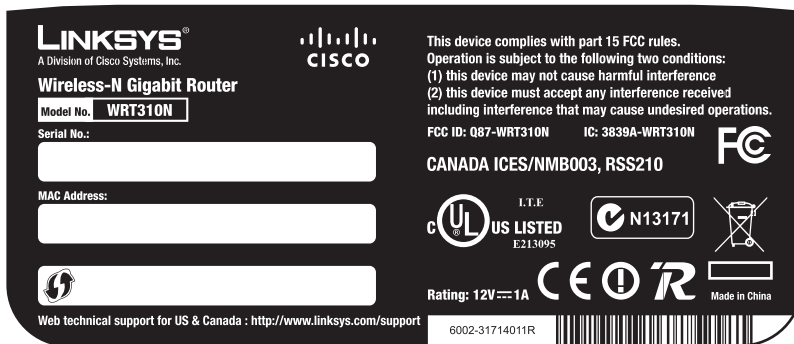 LINKSYS®
A Division of Cisco Systems, Inc.
CISCO
Wireless-N Gigabit Router
Model No. WRT310N
Serial No.:
MAC Address:
Web technical support for US & Canada : http://www.linksys.com/support
This device complies with part 15 FCC rules.
Operation is subject to the following two conditions:
(1) this device may not cause harmful interference
(2) this device must accept any interference received
including interference that may cause undesired operations.
FCC ID: Q87-WRT310N IC: 3839A-WRT310N
FC
CANADA ICES/NMB003, RSS210
I.T.E
C UL US LISTED
E213095
N13171
Rating: 12V⎓1A
CE
R
Made in China
6002-31714011R